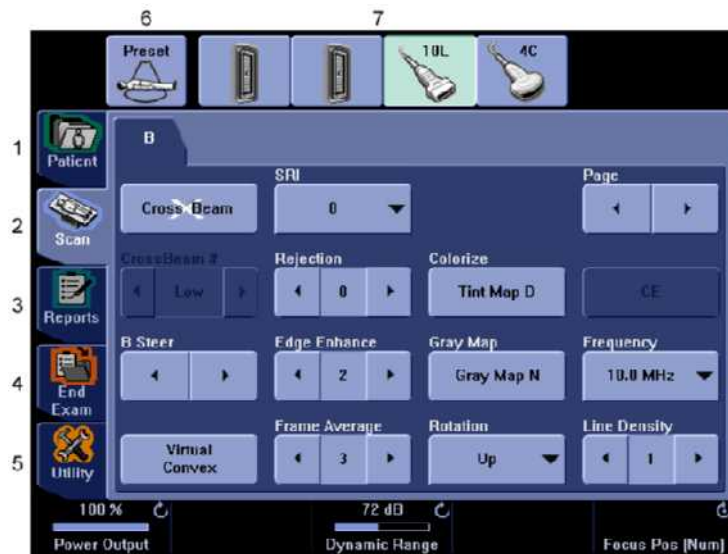 6 7
Preset 10L 4C
1
2
3
4
5
Patient
Scan
Reports
End
Exam
Utility
B
SRI Page
Cross Beam 0
CrossBeam # Rejection Colorize
Low 0 Tint Map D CE
B Steer Edge Enhance Gray Map Frequency
2 Gray Map N 10.0 MHz
Frame Average Rotation Line Density
Virtual
Convex 3 Up 1
100 % 72 dB
Power Output Dynamic Range Focus Pos [Num]